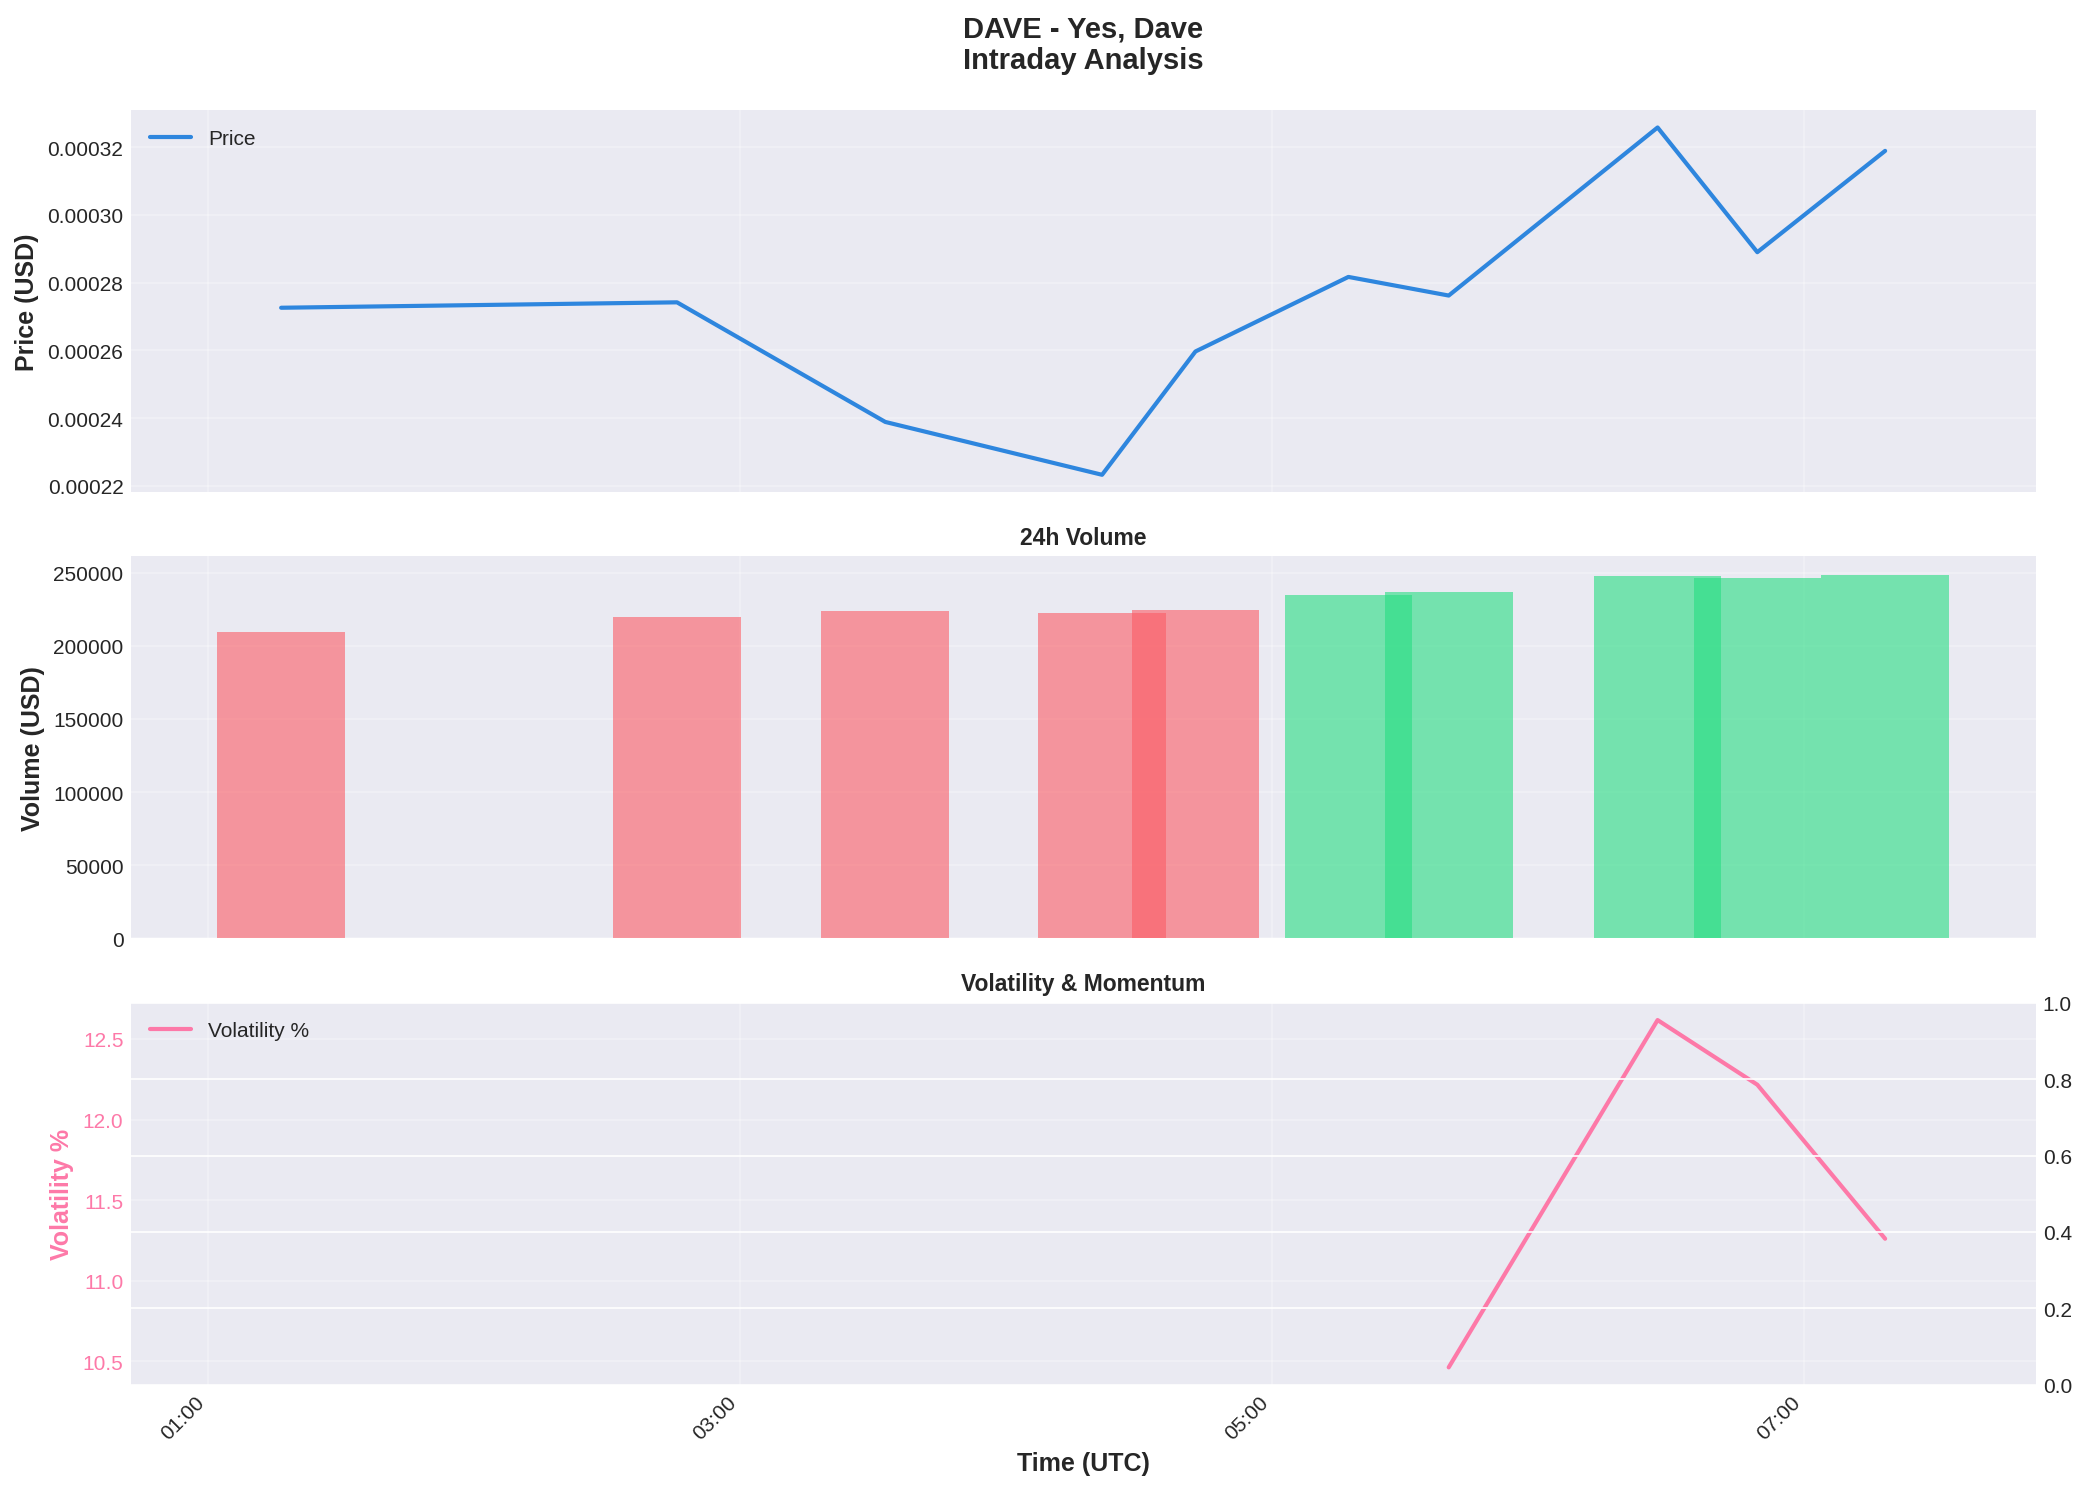 DAVE - Yes, Dave
Intraday Analysis
Price
Price (USD)
0.00032
0.00030
0.00028
0.00026
0.00024
0.00022
24h Volume
Volume (USD)
250000
200000
150000
100000
50000
0
Volatility & Momentum
Volatility %
Volatility %
12.5
12.0
11.5
11.0
10.5
1.0
0.8
0.6
0.4
0.2
0.0
01:00
03:00
05:00
07:00
Time (UTC)